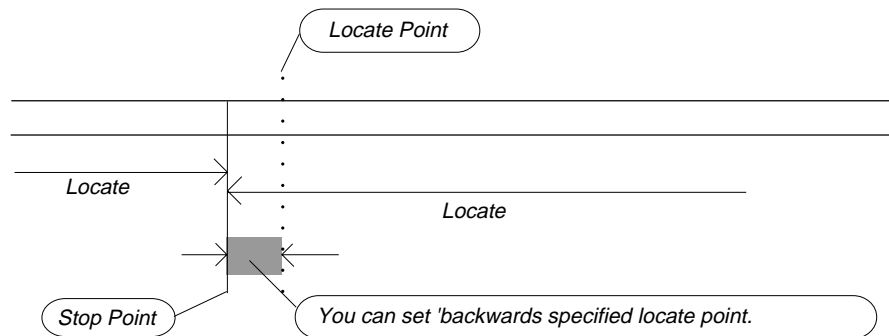 Locate Point
Locate
Locate
Stop Point
You can set 'backwards specified locate point.